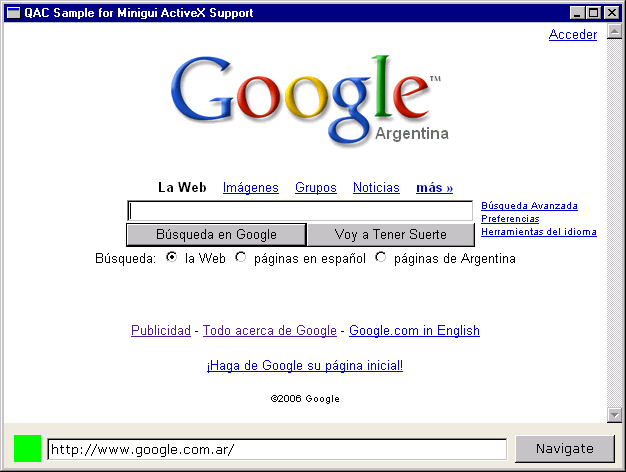 QAC Sample for Minigui ActiveX Support
Acceder
Google™
Argentina
La Web Imágenes Grupos Noticias más »
Búsqueda Avanzada
Preferencias
Herramientas del idioma
Búsqueda en Google Voy a Tener Suerte
Búsqueda: la Web páginas en español páginas de Argentina
Publicidad - Todo acerca de Google - Google.com in English
¡Haga de Google su página inicial!
©2006 Google
http://www.google.com.ar/ Navigate